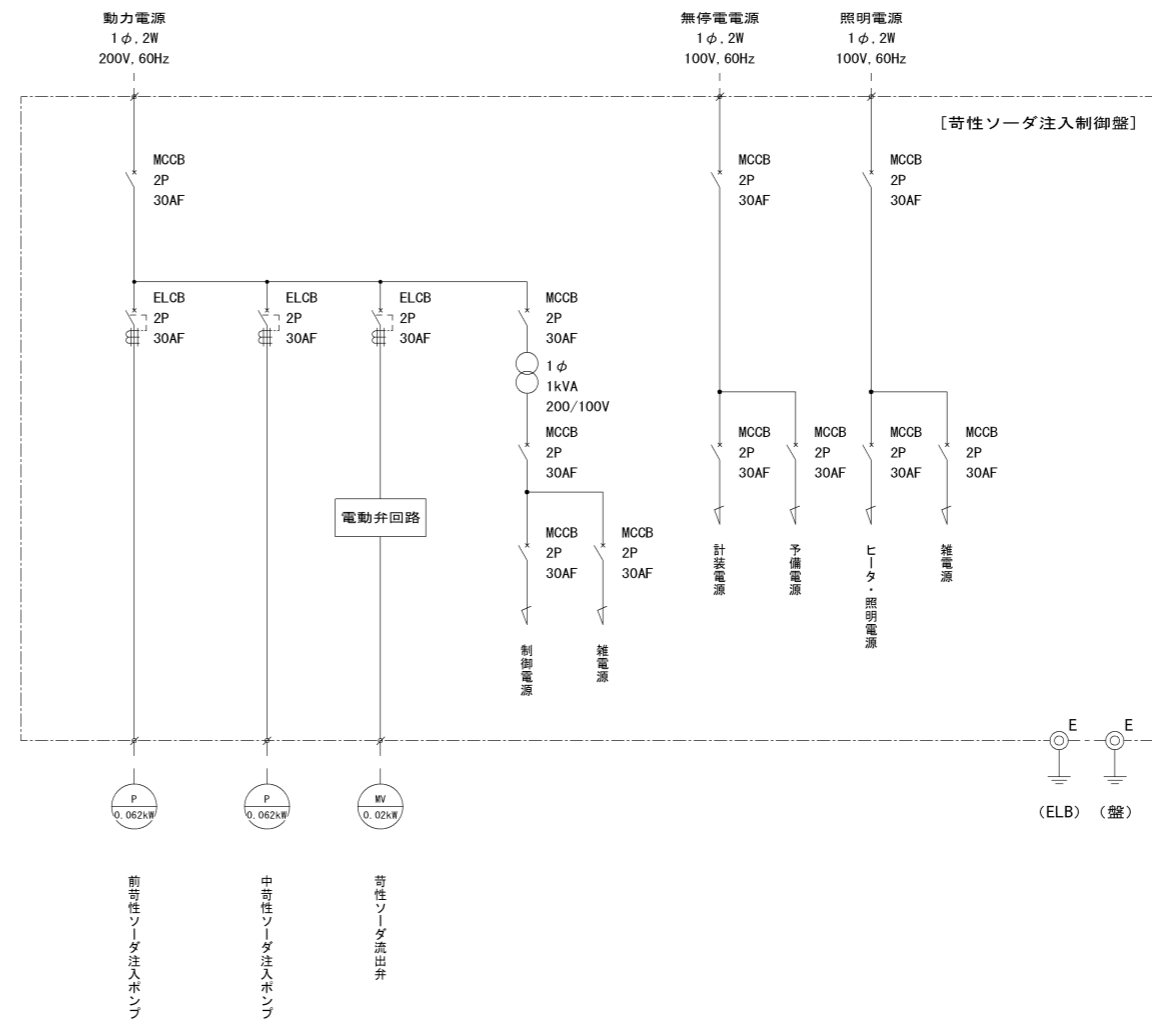 動力電源
1φ,2W
200V,60Hz
無停電電源
1φ,2W
100V,60Hz
照明電源
1φ,2W
100V,60Hz
[苛性ソーダ注入制御盤]
MCCB
2P
30AF
MCCB
2P
30AF
MCCB
2P
30AF
ELCB
2P
30AF
ELCB
2P
30AF
ELCB
2P
30AF
MCCB
2P
30AF
1φ
1kVA
200/100V
MCCB
2P
30AF
電動弁回路
MCCB
2P
30AF
MCCB
2P
30AF
制御電源
雑電源
MCCB
2P
30AF
MCCB
2P
30AF
MCCB
2P
30AF
MCCB
2P
30AF
計装電源
予備電源
ヒータ・照明電源
雑電源
E
E
(ELB)
(盤)
P
0.062kW
P
0.062kW
MV
0.02kW
前苛性ソーダ注入ポンプ
中苛性ソーダ注入ポンプ
苛性ソーダ流出弁